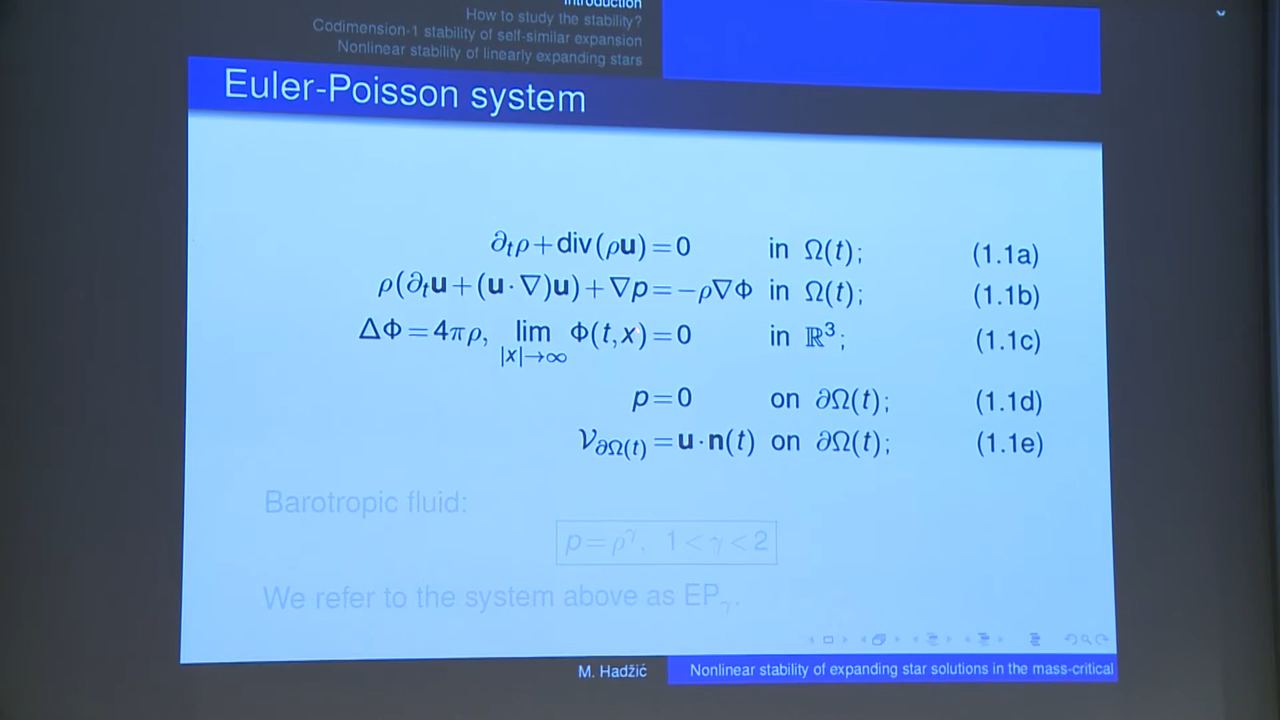 Introduction
How to study the stability?
Codimension-1 stability of self-similar expansion
Nonlinear stability of linearly expanding stars
Euler-Poisson system
∂ₜρ + div(ρ𝐮) = 0 in Ω(t); (1.1a)
ρ(∂ₜ𝐮 + (𝐮 · ∇)𝐮) + ∇p = −ρ∇Φ in Ω(t); (1.1b)
ΔΦ = 4πρ, lim_{|x|→∞} Φ(t,x) = 0 in ℝ³; (1.1c)
p = 0 on ∂Ω(t); (1.1d)
𝒱_{∂Ω(t)} = 𝐮 · 𝐧(t) on ∂Ω(t); (1.1e)
Barotropic fluid:
p = ρ^γ, 1 < γ < 2
We refer to the system above as EP_γ.
M. Hadžić
Nonlinear stability of expanding star solutions in the mass-critical